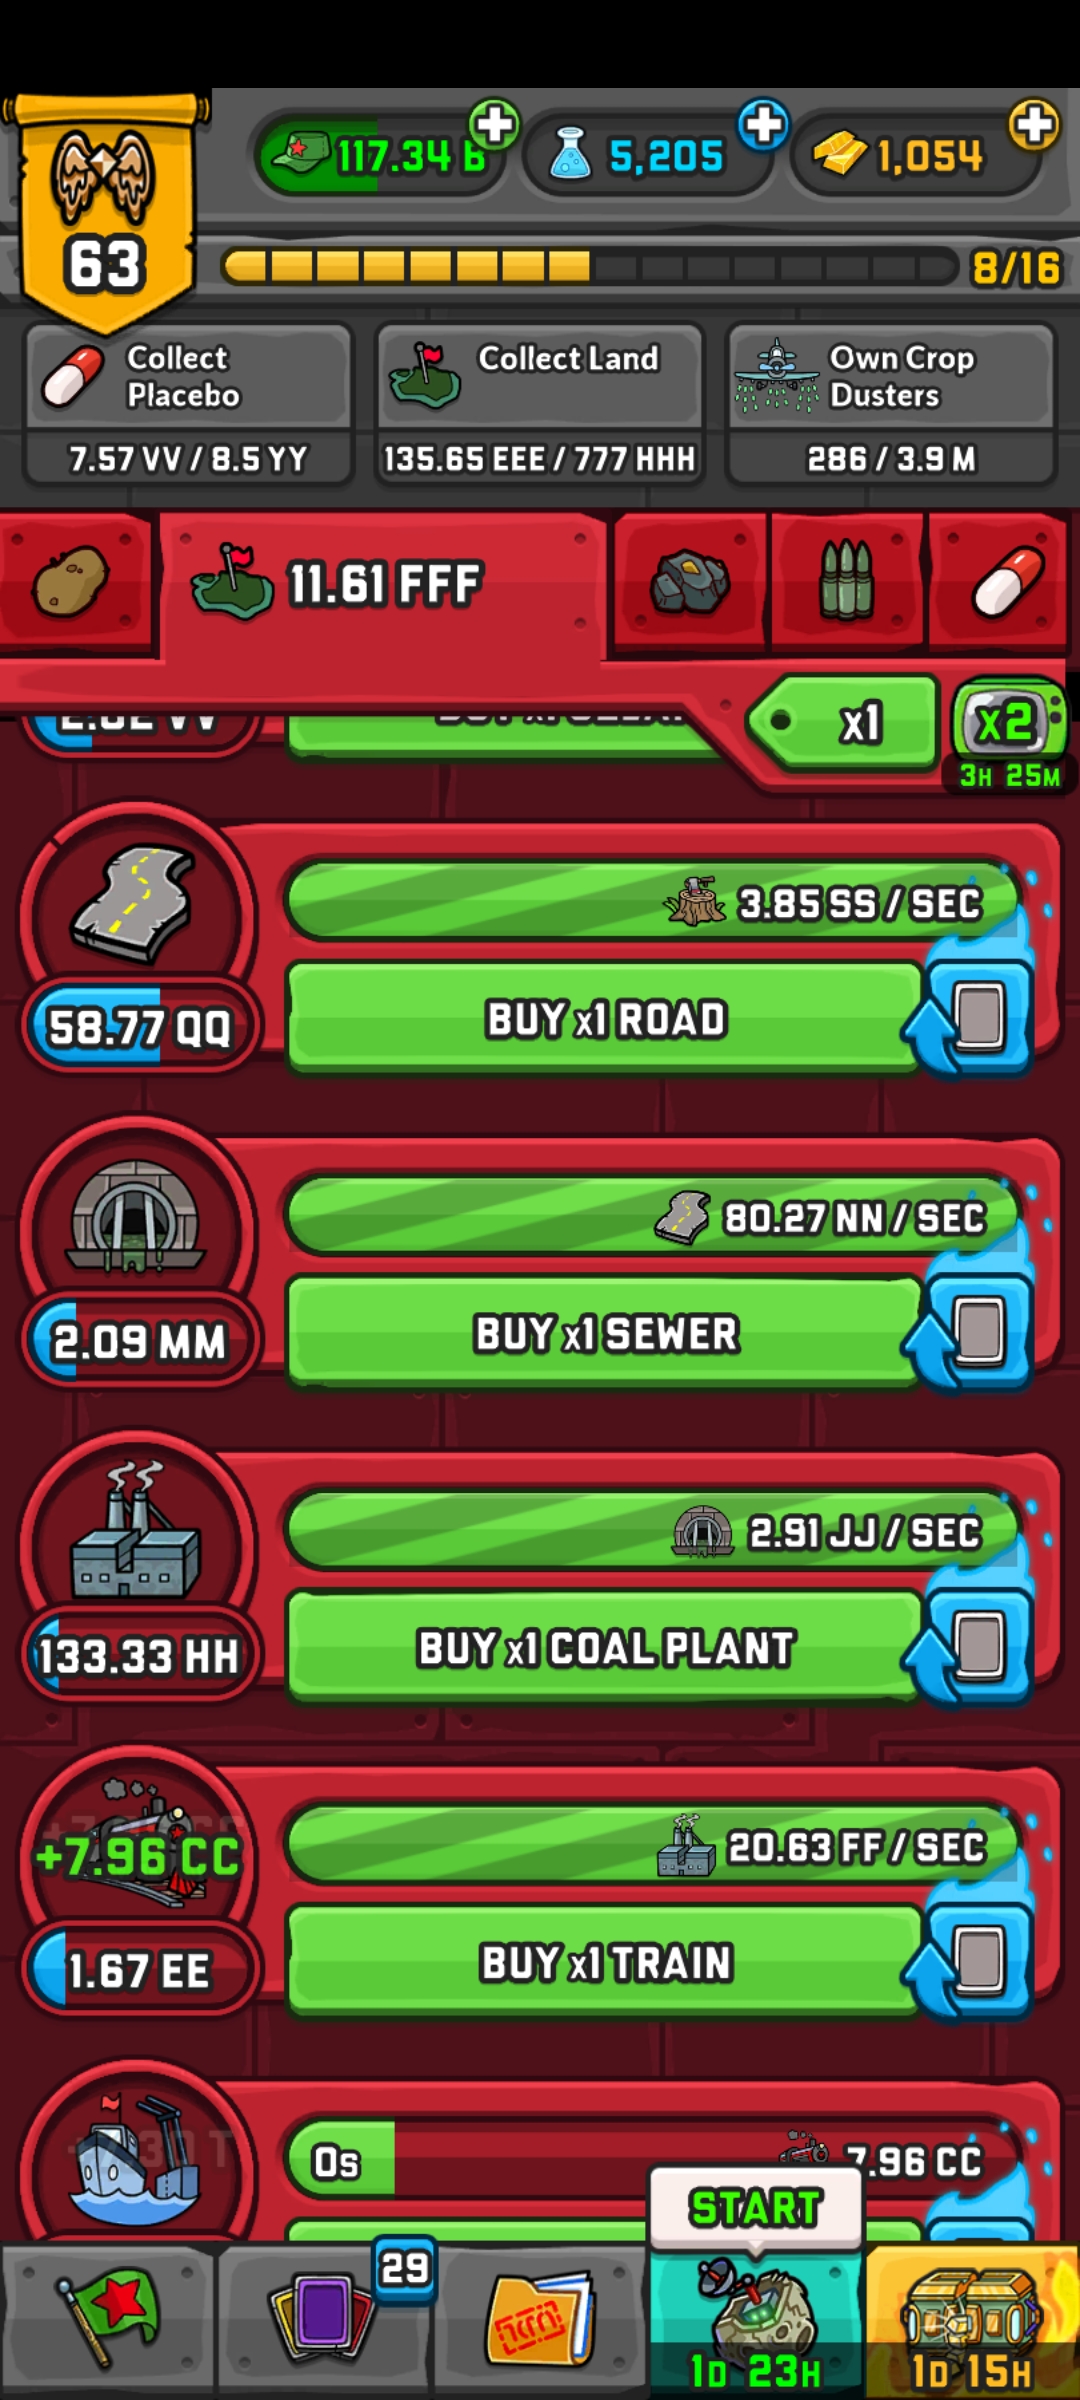 117.34 B
5,205
1,054
63
8/16
Collect
Placebo
7.57 VV / 8.5 YY
Collect Land
135.65 EEE / 777 HHH
Own Crop
Dusters
286 / 3.9 M
11.61 FFF
x1
x2
3H 25M
3.85 SS / SEC
BUY x1 ROAD
58.77 QQ
80.27 NN / SEC
BUY x1 SEWER
2.09 MM
2.91 JJ / SEC
BUY x1 COAL PLANT
133.33 HH
+7.96 CC
20.63 FF / SEC
BUY x1 TRAIN
1.67 EE
0s
7.96 CC
START
29
1D 23H
1D 15H